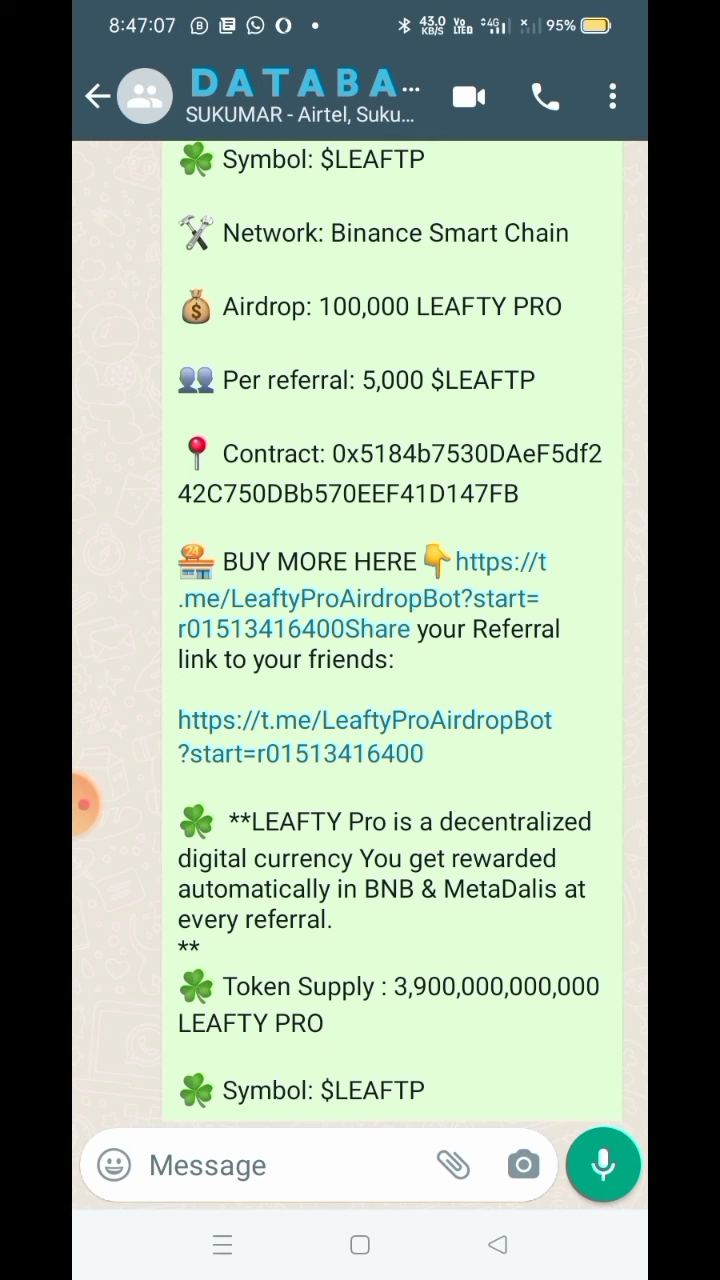 8:47:07
43.0 KB/S
Vo LTED
4G
95%
DATABA...
SUKUMAR - Airtel, Suku...
Symbol: $LEAFTP
Network: Binance Smart Chain
Airdrop: 100,000 LEAFTY PRO
Per referral: 5,000 $LEAFTP
Contract: 0x5184b7530DAeF5df2
42C750DBb570EEF41D147FB
BUY MORE HERE https://t
.me/LeaftyProAirdropBot?start=
r01513416400Share your Referral
link to your friends:
https://t.me/LeaftyProAirdropBot
?start=r01513416400
**LEAFTY Pro is a decentralized
digital currency You get rewarded
automatically in BNB & MetaDalis at
every referral.
**
Token Supply : 3,900,000,000,000
LEAFTY PRO
Symbol: $LEAFTP
Message